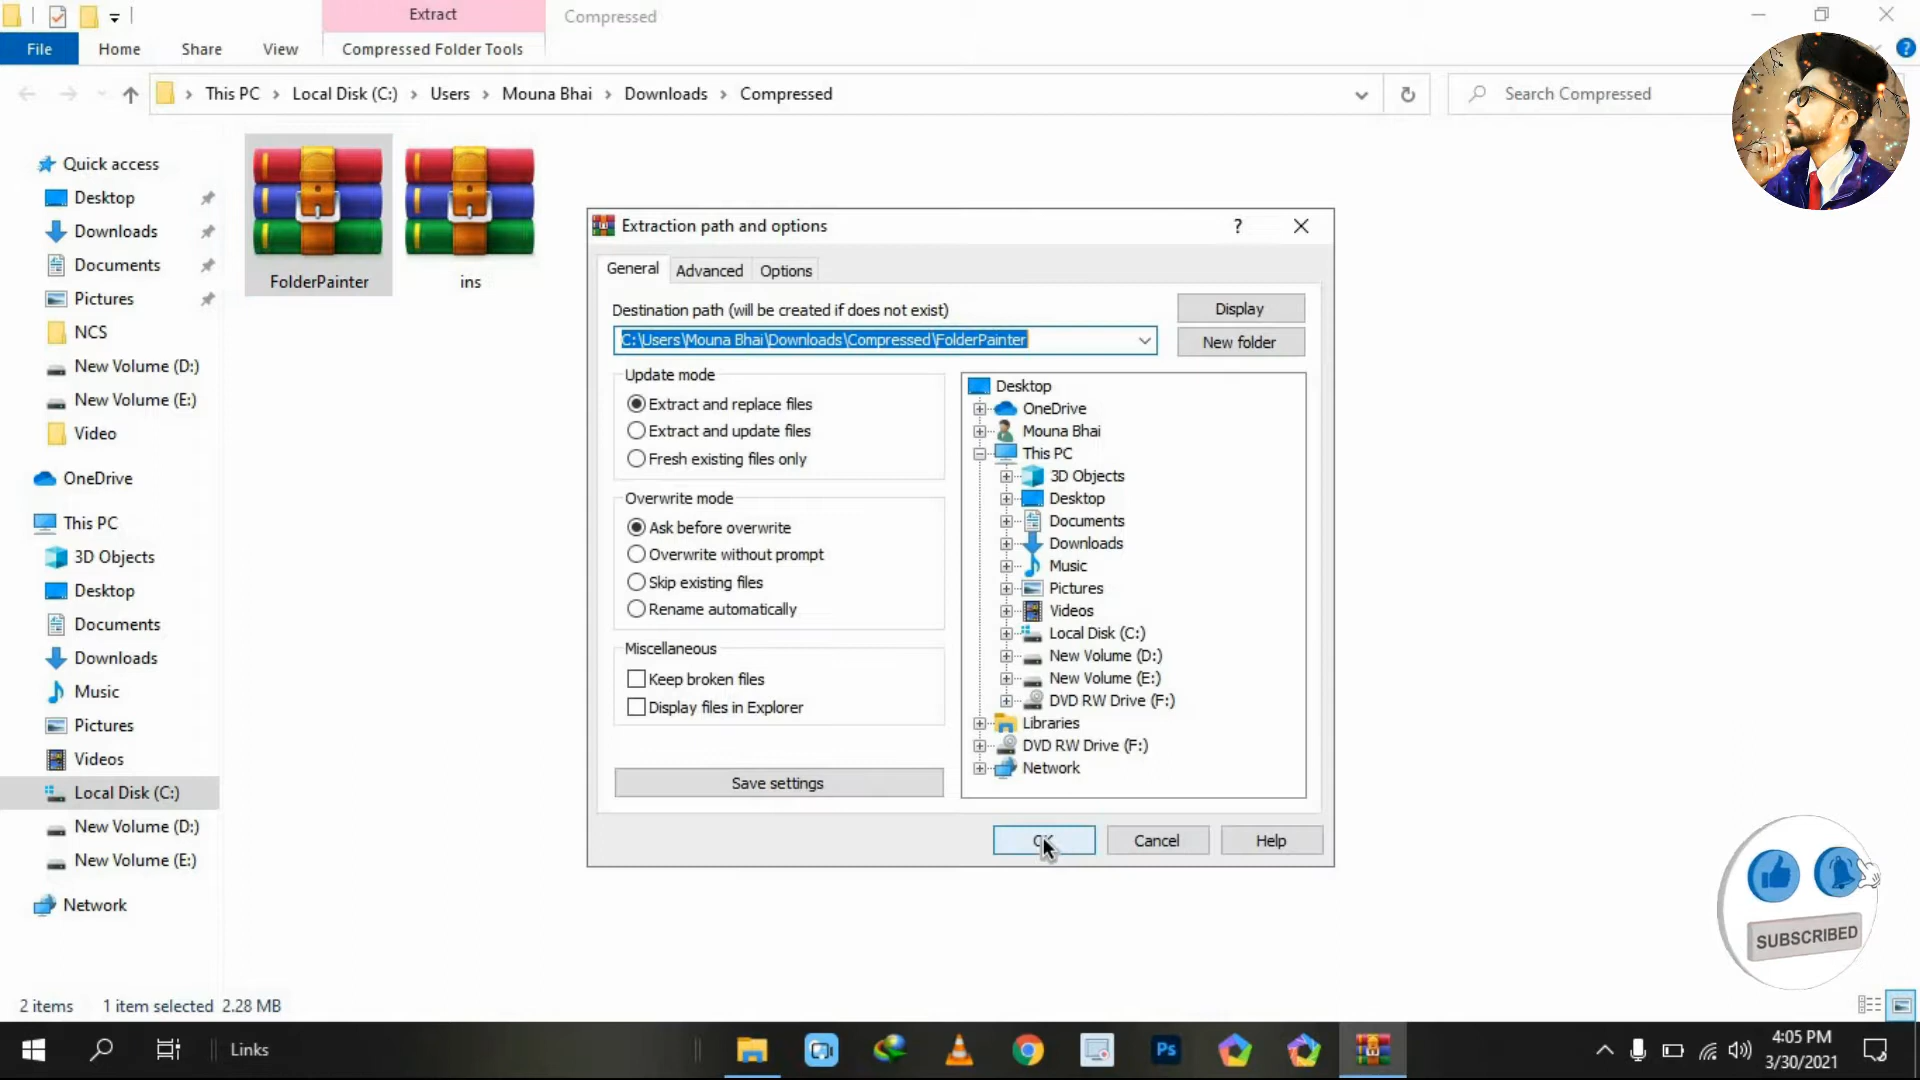 Extract
Compressed
File
Home
Share
View
Compressed Folder Tools
This PC > Local Disk (C:) > Users > Mouna Bhai > Downloads > Compressed
Search Compressed
Quick access
Desktop
Downloads
Documents
Pictures
NCS
New Volume (D:)
New Volume (E:)
Video
OneDrive
This PC
3D Objects
Desktop
Documents
Downloads
Music
Pictures
Videos
Local Disk (C:)
New Volume (D:)
New Volume (E:)
Network
FolderPainter
ins
Extraction path and options
?
General
Advanced
Options
Destination path (will be created if does not exist)
C:\Users\Mouna Bhai\Downloads\Compressed\FolderPainter
Display
New folder
Update mode
Extract and replace files
Extract and update files
Fresh existing files only
Overwrite mode
Ask before overwrite
Overwrite without prompt
Skip existing files
Rename automatically
Miscellaneous
Keep broken files
Display files in Explorer
Save settings
Desktop
OneDrive
Mouna Bhai
This PC
3D Objects
Desktop
Documents
Downloads
Music
Pictures
Videos
Local Disk (C:)
New Volume (D:)
New Volume (E:)
DVD RW Drive (F:)
Libraries
DVD RW Drive (F:)
Network
OK
Cancel
Help
SUBSCRIBED
2 items
1 item selected 2.28 MB
Links
Ps
4:05 PM
3/30/2021